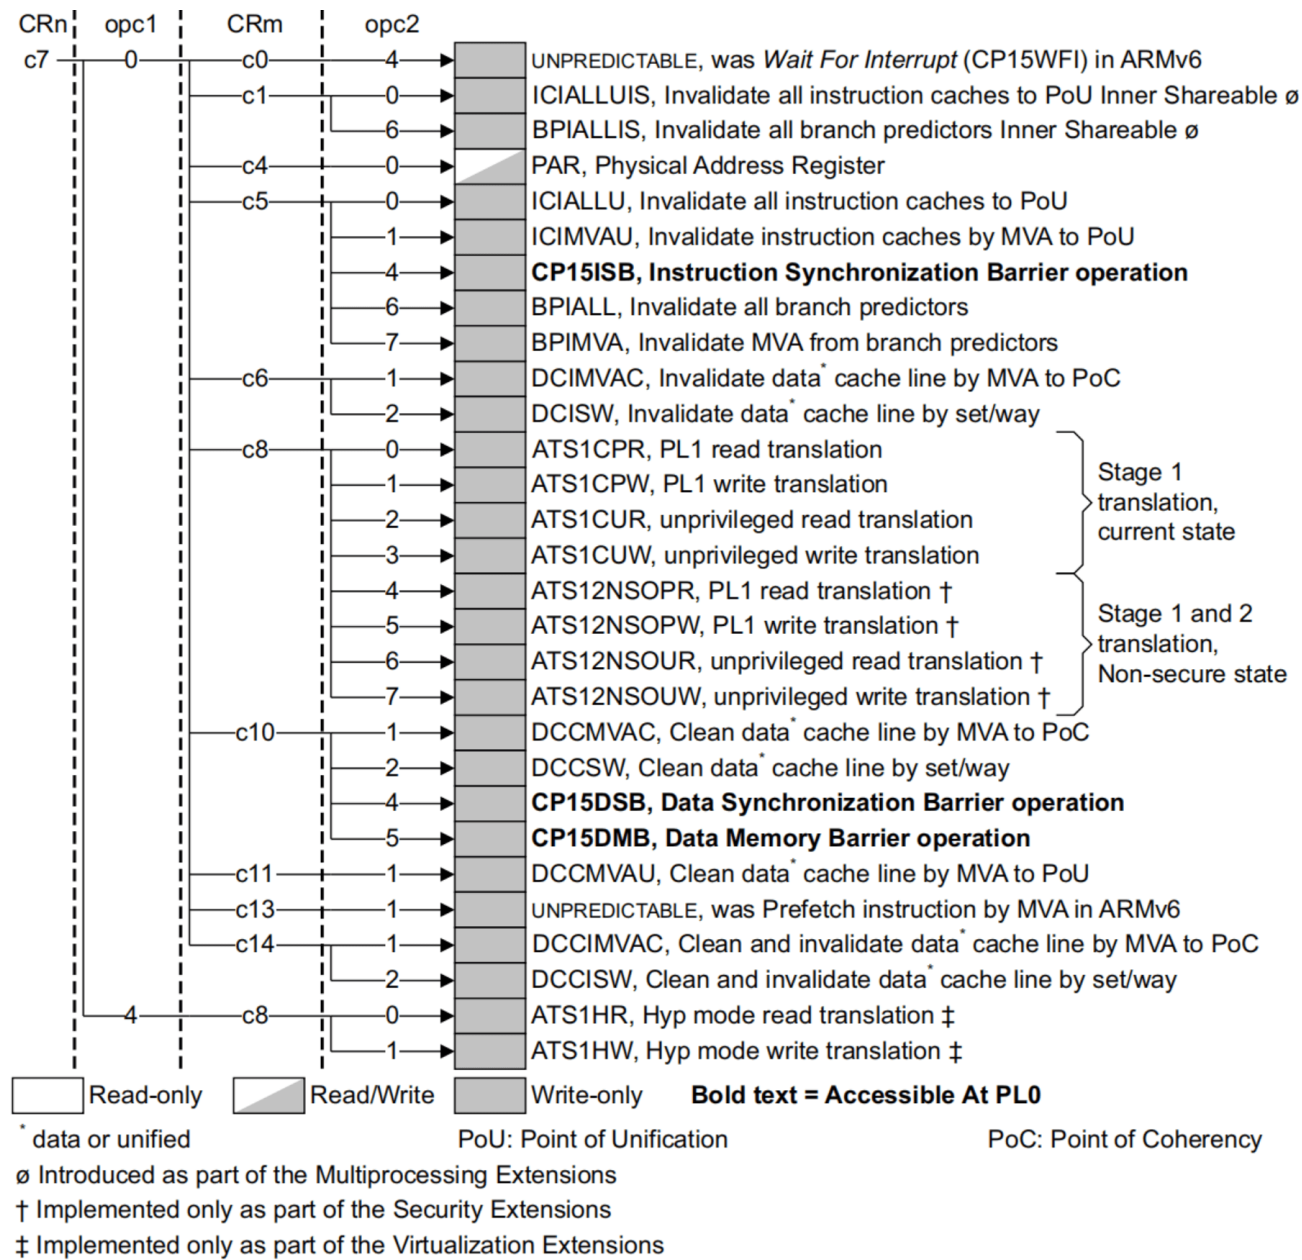 CRn opc1 CRm opc2
c7 0 c0 4 UNPREDICTABLE, was Wait For Interrupt (CP15WFI) in ARMv6
c1 0 ICIALLUIS, Invalidate all instruction caches to PoU Inner Shareable ø
6 BPIALLIS, Invalidate all branch predictors Inner Shareable ø
c4 0 PAR, Physical Address Register
c5 0 ICIALLU, Invalidate all instruction caches to PoU
1 ICIMVAU, Invalidate instruction caches by MVA to PoU
4 CP15ISB, Instruction Synchronization Barrier operation
6 BPIALL, Invalidate all branch predictors
7 BPIMVA, Invalidate MVA from branch predictors
c6 1 DCIMVAC, Invalidate data* cache line by MVA to PoC
2 DCISW, Invalidate data* cache line by set/way
c8 0 ATS1CPR, PL1 read translation
1 ATS1CPW, PL1 write translation
2 ATS1CUR, unprivileged read translation
3 ATS1CUW, unprivileged write translation
Stage 1
translation,
current state
4 ATS12NSOPR, PL1 read translation †
5 ATS12NSOPW, PL1 write translation †
6 ATS12NSOUR, unprivileged read translation †
7 ATS12NSOUW, unprivileged write translation †
Stage 1 and 2
translation,
Non-secure state
c10 1 DCCMVAC, Clean data* cache line by MVA to PoC
2 DCCSW, Clean data* cache line by set/way
4 CP15DSB, Data Synchronization Barrier operation
5 CP15DMB, Data Memory Barrier operation
c11 1 DCCMVAU, Clean data* cache line by MVA to PoU
c13 1 UNPREDICTABLE, was Prefetch instruction by MVA in ARMv6
c14 1 DCCIMVAC, Clean and invalidate data* cache line by MVA to PoC
2 DCCISW, Clean and invalidate data* cache line by set/way
4 c8 0 ATS1HR, Hyp mode read translation ‡
1 ATS1HW, Hyp mode write translation ‡
Read-only Read/Write Write-only Bold text = Accessible At PL0
* data or unified PoU: Point of Unification PoC: Point of Coherency
ø Introduced as part of the Multiprocessing Extensions
† Implemented only as part of the Security Extensions
‡ Implemented only as part of the Virtualization Extensions